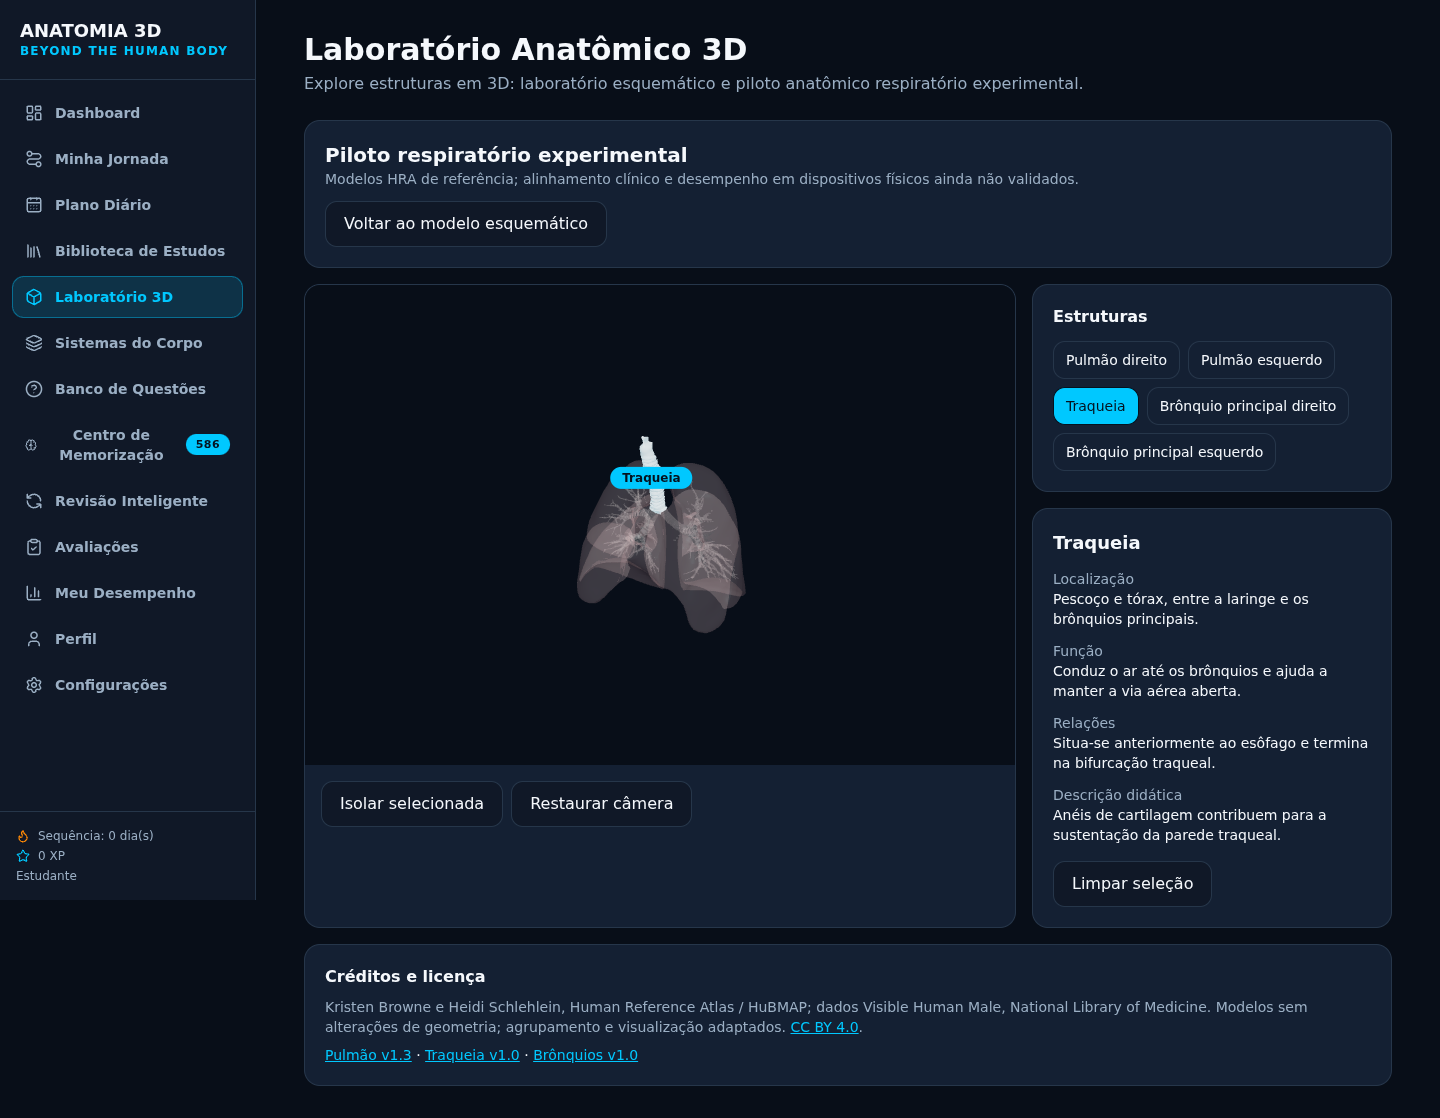 ANATOMIA 3D
BEYOND THE HUMAN BODY
Dashboard
Minha Jornada
Plano Diário
Biblioteca de Estudos
Laboratório 3D
Sistemas do Corpo
Banco de Questões
Centro de
Memorização
586
Revisão Inteligente
Avaliações
Meu Desempenho
Perfil
Configurações
Sequência: 0 dia(s)
0 XP
Estudante
Laboratório Anatômico 3D
Explore estruturas em 3D: laboratório esquemático e piloto anatômico respiratório experimental.
Piloto respiratório experimental
Modelos HRA de referência; alinhamento clínico e desempenho em dispositivos físicos ainda não validados.
Voltar ao modelo esquemático
Traqueia
Isolar selecionada
Restaurar câmera
Estruturas
Pulmão direito
Pulmão esquerdo
Traqueia
Brônquio principal direito
Brônquio principal esquerdo
Traqueia
Localização
Pescoço e tórax, entre a laringe e os
brônquios principais.
Função
Conduz o ar até os brônquios e ajuda a
manter a via aérea aberta.
Relações
Situa-se anteriormente ao esôfago e termina
na bifurcação traqueal.
Descrição didática
Anéis de cartilagem contribuem para a
sustentação da parede traqueal.
Limpar seleção
Créditos e licença
Kristen Browne e Heidi Schlehlein, Human Reference Atlas / HuBMAP; dados Visible Human Male, National Library of Medicine. Modelos sem
alterações de geometria; agrupamento e visualização adaptados. CC BY 4.0.
Pulmão v1.3 · Traqueia v1.0 · Brônquios v1.0